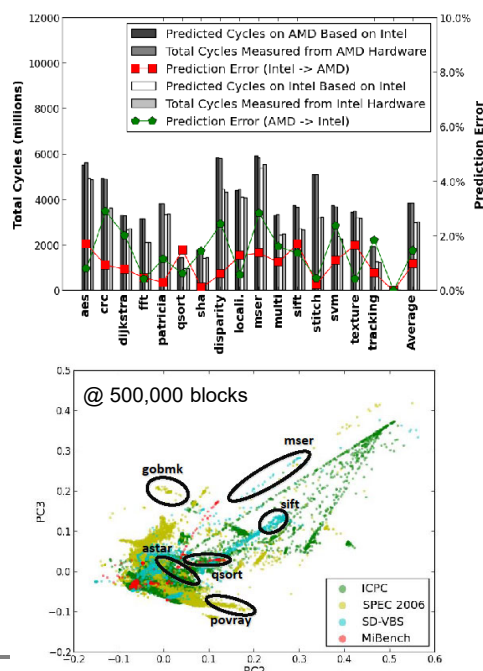 12000
10000
8000
6000
4000
2000
0
Total Cycles (millions)
Predicted Cycles on AMD Based on Intel
Total Cycles Measured from AMD Hardware
Prediction Error (Intel -> AMD)
Predicted Cycles on Intel Based on Intel
Total Cycles Measured from Intel Hardware
Prediction Error (AMD -> Intel)
10.0%
8.0%
6.0%
4.0%
2.0%
0.0%
Prediction Error
aes
crc
dijkstra
fft
patricia
qsort
sha
disparity
locali.
mser
multi
sift
stitch
svm
texture
tracking
Average
@ 500,000 blocks
0.5
0.4
0.3
0.2
0.1
0.0
−0.1
−0.2
PC3
gobmk
mser
sift
astar
qsort
povray
ICPC
SPEC 2006
SD-VBS
MiBench
−0.2
−0.1
0.0
0.1
0.2
0.3
0.4
0.5
0.6